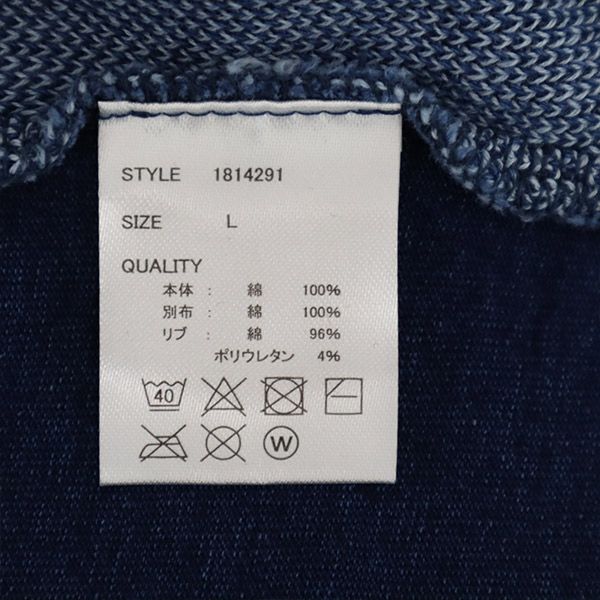 STYLE 1814291
SIZE L
QUALITY
本体 : 綿 100%
別布 : 綿 100%
リブ : 綿 96%
ポリウレタン 4%
40
W